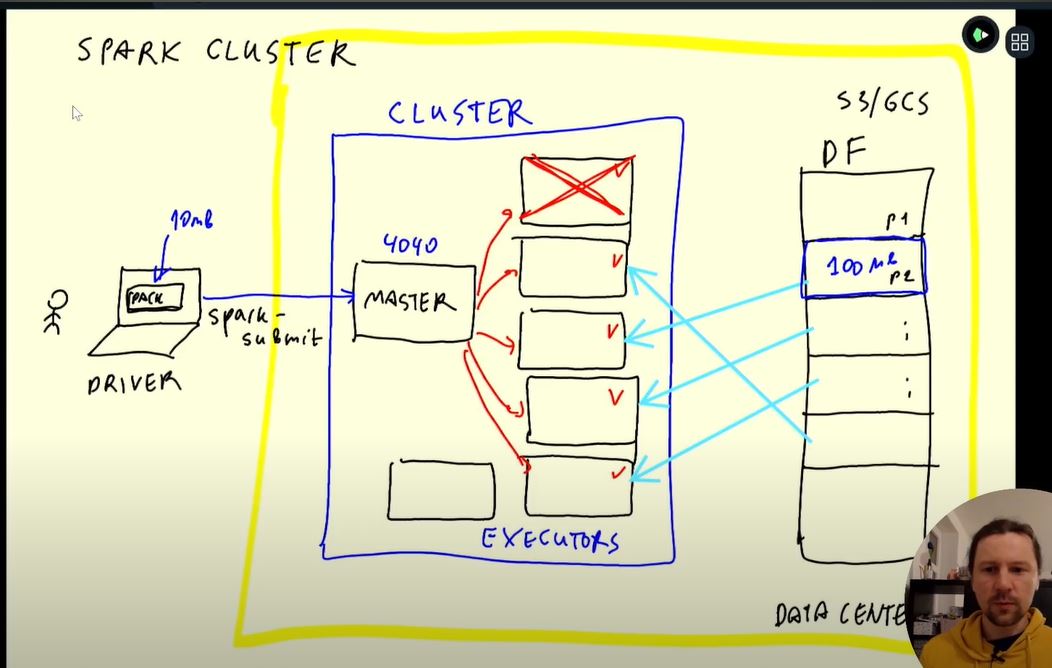 SPARK CLUSTER
CLUSTER
S3/GCS
DF
10mB
4040
P1
100 MB
P2
PACK
MASTER
spark-
submit
DRIVER
EXECUTORS
DATA CENTE